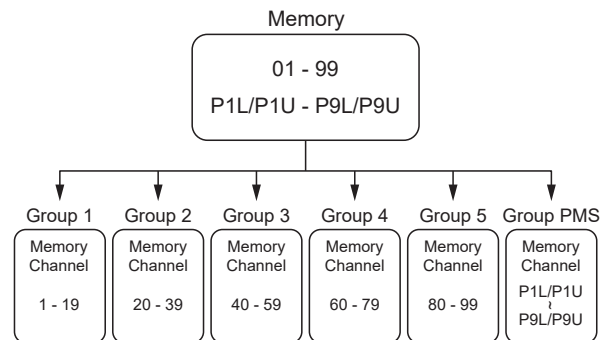 Memory
01 - 99
P1L/P1U - P9L/P9U
Group 1
Memory
Channel
1 - 19
Group 2
Memory
Channel
20 - 39
Group 3
Memory
Channel
40 - 59
Group 4
Memory
Channel
60 - 79
Group 5
Memory
Channel
80 - 99
Group PMS
Memory
Channel
P1L/P1U
~
P9L/P9U